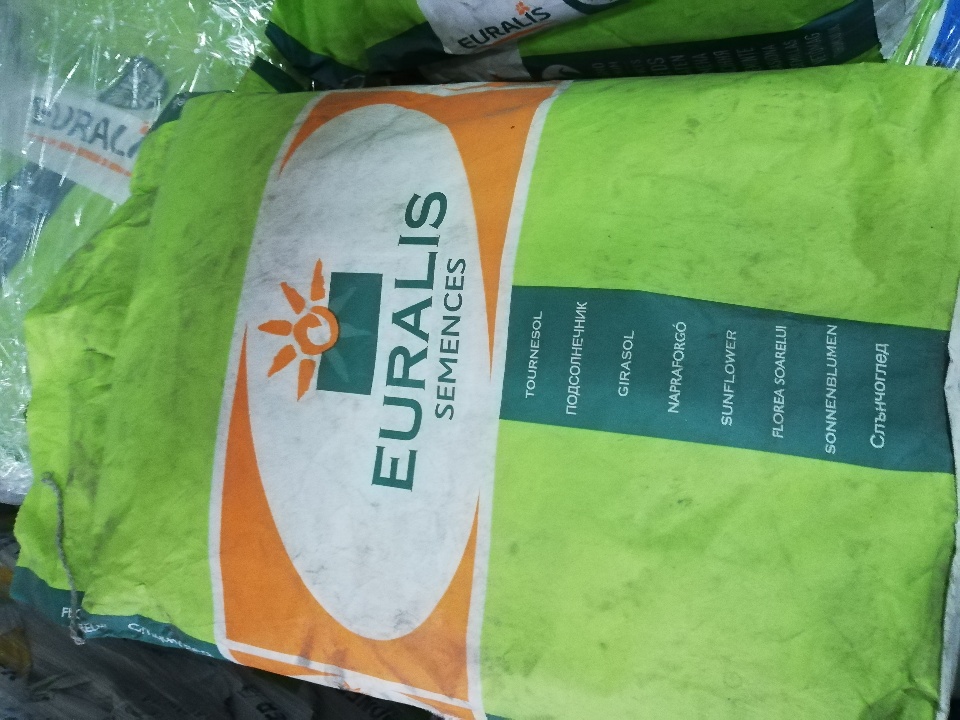 EURALIS
SEMENCES
TOURNESOL
ПОДСОЛНЕЧНИК
GIRASOL
NAPRAFORGÓ
SUNFLOWER
FLOREA SOARELUI
SONNENBLUMEN
Слънчоглед
EURALIS
EURALIS